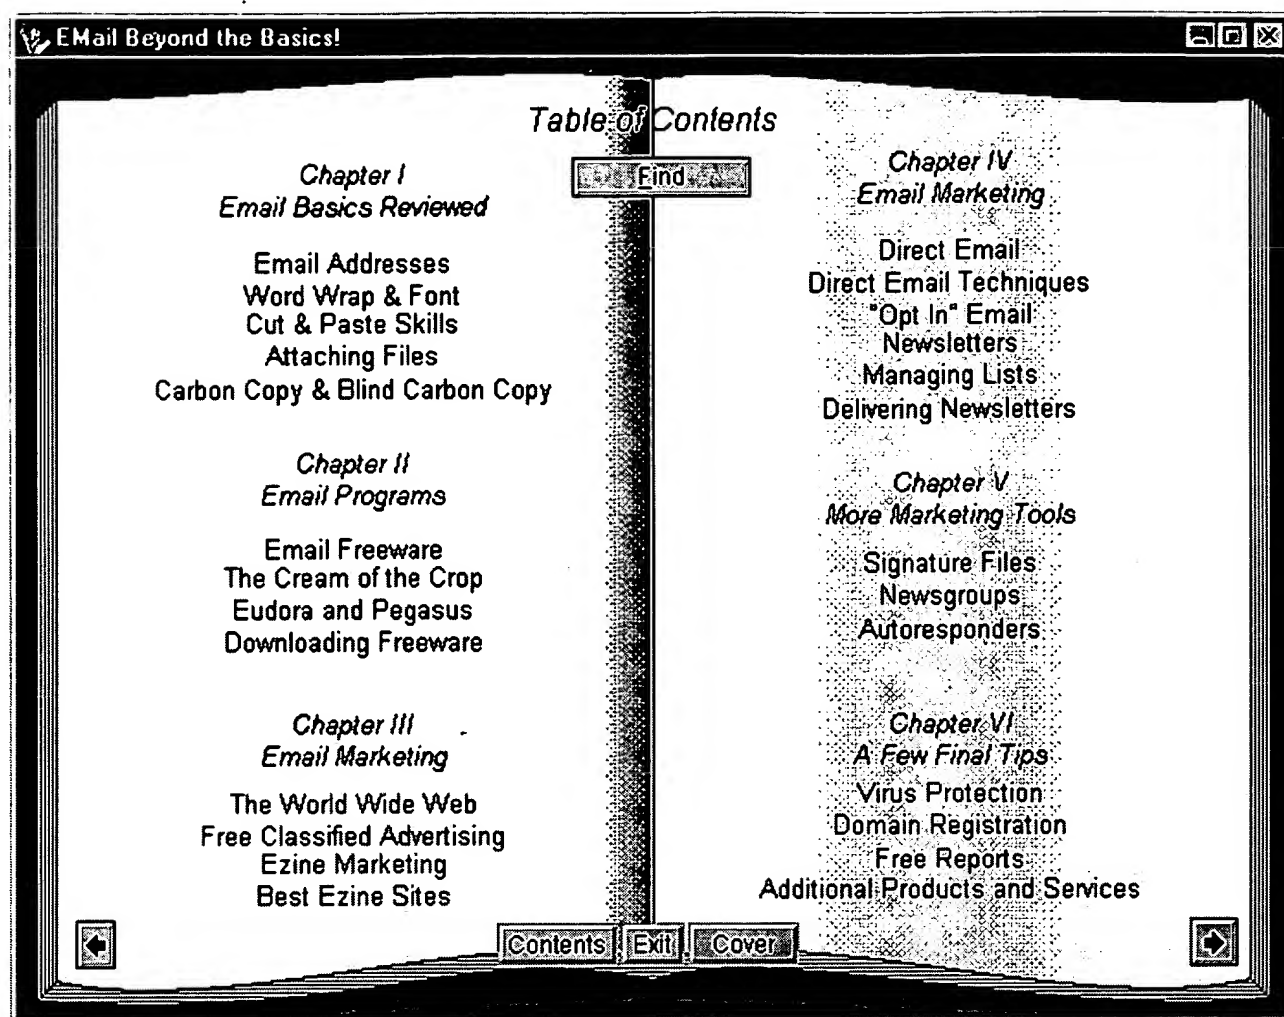 EMail Beyond the Basics!
Table of Contents
Find
Chapter I
Email Basics Reviewed
Email Addresses
Word Wrap & Font
Cut & Paste Skills
Attaching Files
Carbon Copy & Blind Carbon Copy
Chapter II
Email Programs
Email Freeware
The Cream of the Crop
Eudora and Pegasus
Downloading Freeware
Chapter III
Email Marketing
The World Wide Web
Free Classified Advertising
Ezine Marketing
Best Ezine Sites
Chapter IV
Email Marketing
Direct Email
Direct Email Techniques
"Opt In" Email
Newsletters
Managing Lists
Delivering Newsletters
Chapter V
More Marketing Tools
Signature Files
Newsgroups
Autoresponders
Chapter VI
A Few Final Tips
Virus Protection
Domain Registration
Free Reports
Additional Products and Services
Contents Exit Cover